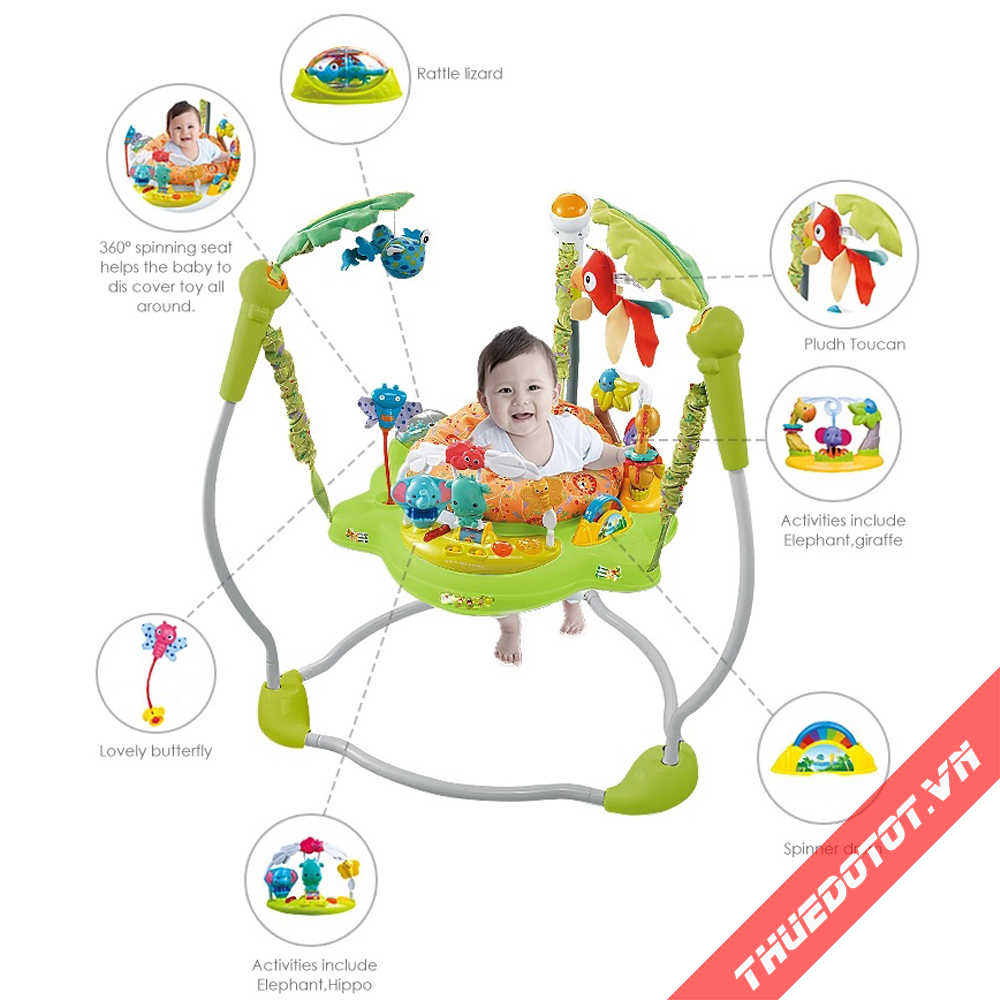 Rattle lizard
360° spinning seat
helps the baby to
dis cover toy all
around.
Pludh Toucan
Activities include
Elephant,giraffe
Lovely butterfly
Spinner
Activities include
Elephant,Hippo
THUEDOTOT.VN